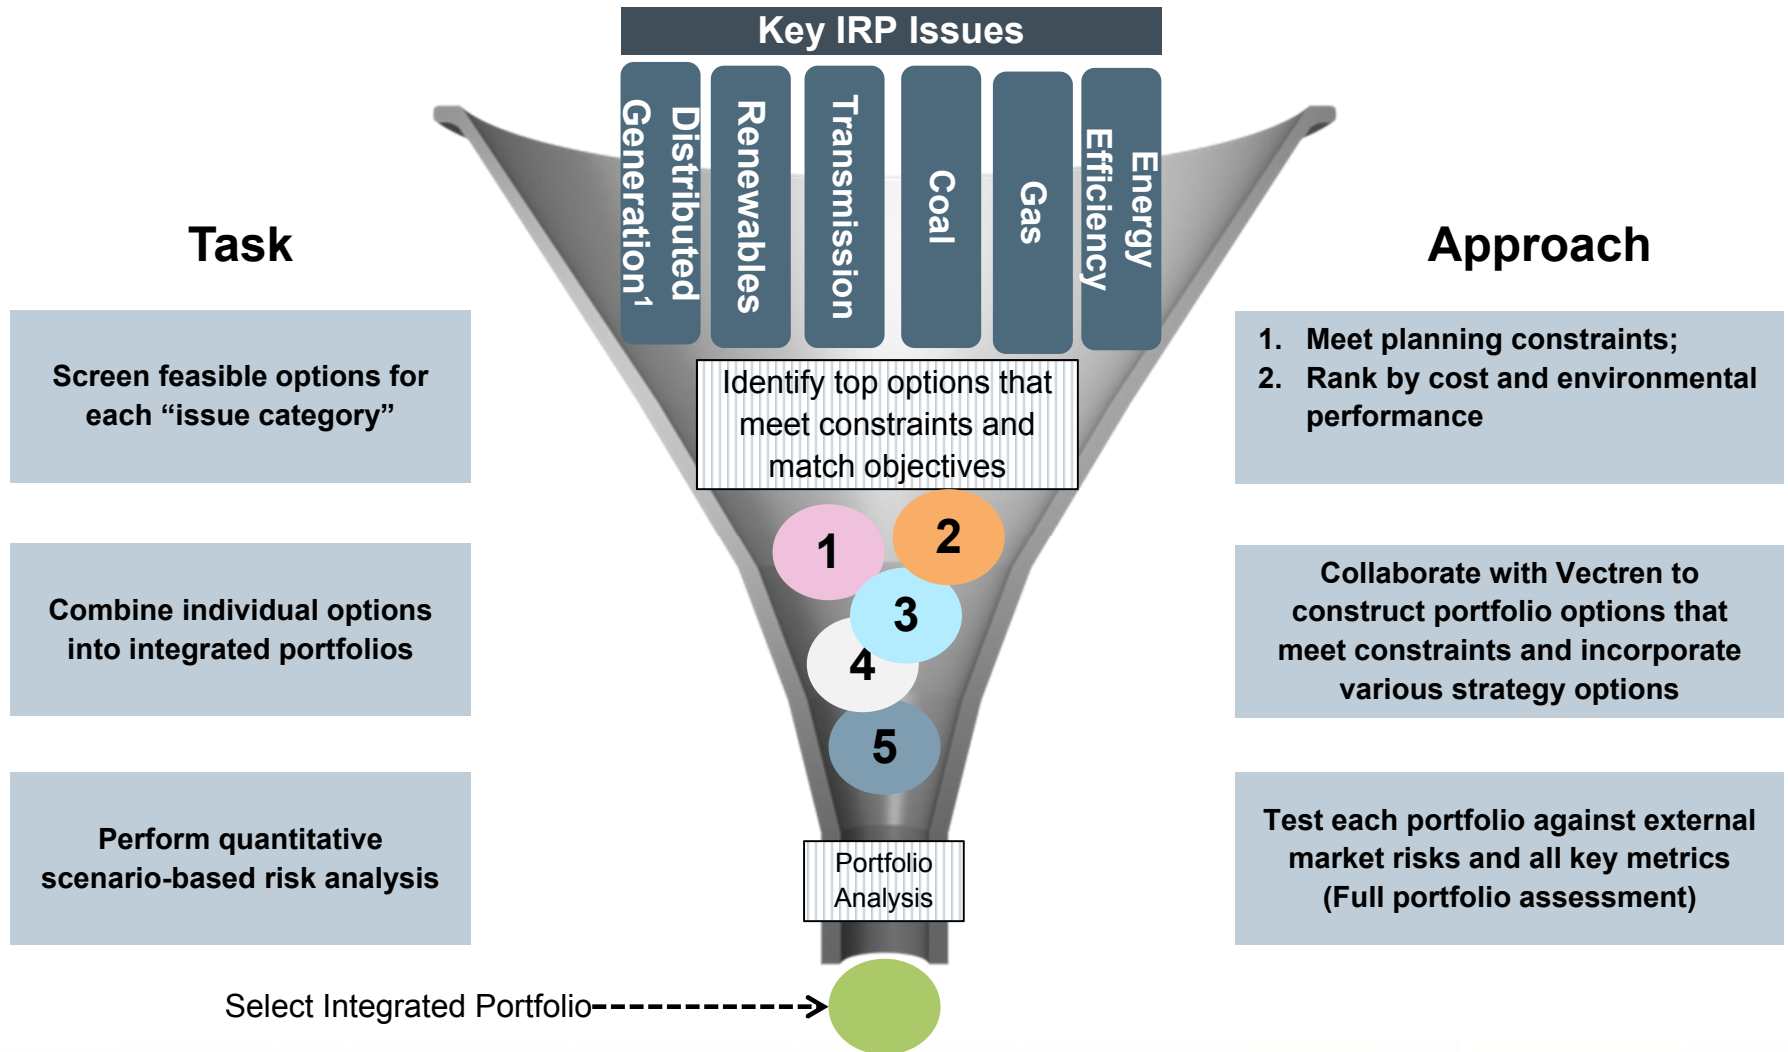 Key IRP Issues
Distributed
Generation¹
Renewables
Transmission
Coal
Gas
Energy
Efficiency
Task
Approach
Screen feasible options for
each “issue category”
Identify top options that
meet constraints and
match objectives
1. Meet planning constraints;
2. Rank by cost and environmental
performance
1
2
3
4
5
Combine individual options
into integrated portfolios
Collaborate with Vectren to
construct portfolio options that
meet constraints and incorporate
various strategy options
Perform quantitative
scenario-based risk analysis
Portfolio
Analysis
Test each portfolio against external
market risks and all key metrics
(Full portfolio assessment)
Select Integrated Portfolio